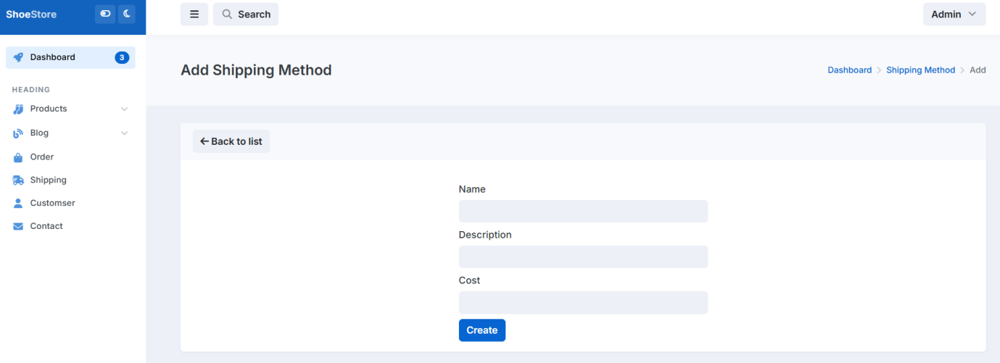 ShoeStore
Search
Admin
Dashboard 3
HEADING
Products
Blog
Order
Shipping
Customser
Contact
Add Shipping Method
Dashboard > Shipping Method > Add
← Back to list
Name
Description
Cost
Create